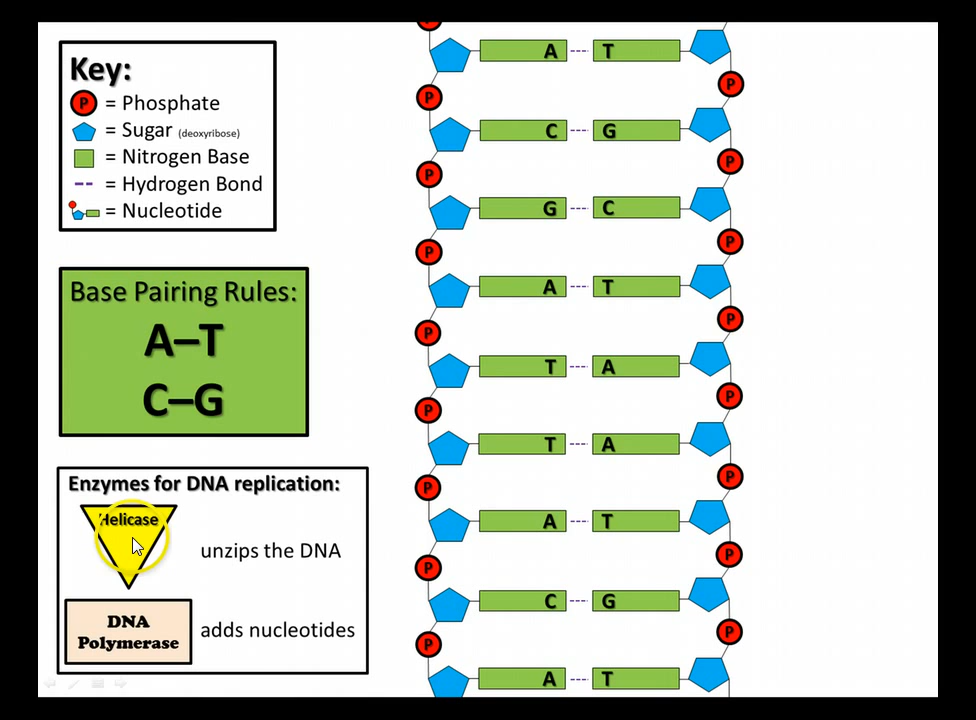 Key:
P = Phosphate
= Sugar (deoxyribose)
= Nitrogen Base
= Hydrogen Bond
= Nucleotide
Base Pairing Rules:
A–T
C–G
Enzymes for DNA replication:
Helicase
unzips the DNA
DNA
Polymerase
adds nucleotides
P
A T
P
P
C G
P
P
G C
P
P
A T
P
P
T A
P
P
T A
P
P
A T
P
P
C G
P
P
A T